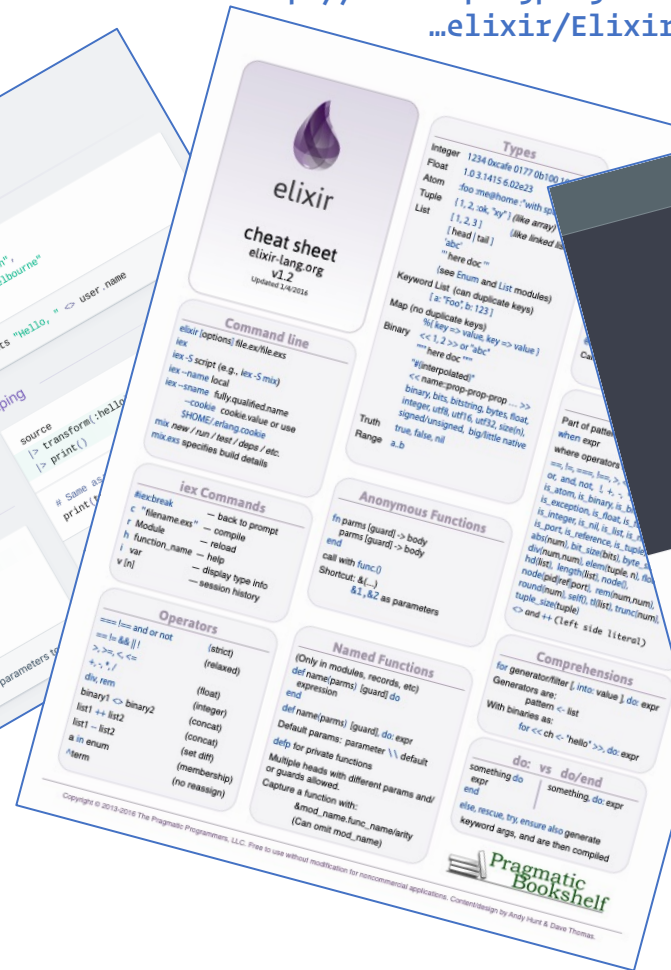 …elixir/Elixir
elixir
cheat sheet
elixir-lang.org
v1.2
Updated 1/4/2016
Command line
elixir [options] file.ex/file.exs
iex
iex -S script (e.g., iex -S mix)
iex --name local
iex --sname fully.qualified.name
--cookie cookie.value or use
$HOME/.erlang.cookie
mix new / run / test / deps / etc.
mix.exs specifies build details
iex Commands
#iex:break — back to prompt
c "filename.exs" — compile
r Module — reload
h function_name — help
i var — display type info
v [n] — session history
Operators
=== !== and or not (strict)
== != && || ! (relaxed)
>, >=, <, <=
+, -, *, / (float)
div, rem (integer)
binary1 <> binary2 (concat)
list1 ++ list2 (concat)
list1 -- list2 (set diff)
a in enum (membership)
^term (no reassign)
Types
Integer 1234 0xcafe 0177 0b100
Float 1.0 3.1415 6.02e23
Atom :foo :me@home :"with
Tuple { 1, 2, :ok, "xy" } (like array)
List [ 1, 2, 3 ] (like linked
[ head | tail ]
'abc'
''' here doc '''
(see Enum and List modules)
Keyword List (can duplicate keys)
[ a: "Foo", b: 123 ]
Map (no duplicate keys)
%{ key => value, key => value }
Binary << 1, 2 >> or "abc"
""" here doc """
"#{interpolated}"
<< name::prop-prop-prop … >>
binary, bits, bitstring, bytes, float,
integer, utf8, utf16, utf32, size(n),
signed/unsigned, big/little native
Truth true, false, nil
Range a..b
Anonymous Functions
fn parms [guard] -> body
parms [guard] -> body
end
call with func.()
Shortcut: &(...)
&1, &2 as parameters
Named Functions
(Only in modules, records, etc)
def name(parms) [guard] do
expression
end
def name(parms) [guard], do: expr
Default params: parameter \\ default
defp for private functions
Multiple heads with different params and/
or guards allowed.
Capture a function with:
&mod_name.func_name/arity
(Can omit mod_name)
Part of
when expr
where operators
==, !=, ===, !==, >,
or, and, not, !, +, -,
is_atom, is_binary,
is_exception, is_float,
is_integer, is_nil, is_list,
is_port, is_reference,
abs(num), bit_size(bits),
div(num,num), elem(tuple, n),
hd(list), length(list), node(),
node(pid|ref|port), rem(num,num),
round(num), self(), tl(list), trunc(num),
tuple_size(tuple)
<> and ++ (left side literal)
Comprehensions
for generator/filter [, into: value ], do: expr
Generators are:
pattern <- list
With binaries as:
for << ch <- "hello" >>, do: expr
do: vs do/end
something do
expr
end
something, do: expr
else, rescue, try, ensure also generate
keyword args, and are then compiled
Pragmatic
Bookshelf
Copyright © 2013-2016 The Pragmatic Programmers, LLC. Free to use without modification for noncommercial applications. Content/design by Andy Hunt & Dave Thomas.
"Hello, " <> user.name
source
|> transform(:hello
|> print()
# Same as
print(
parameters to